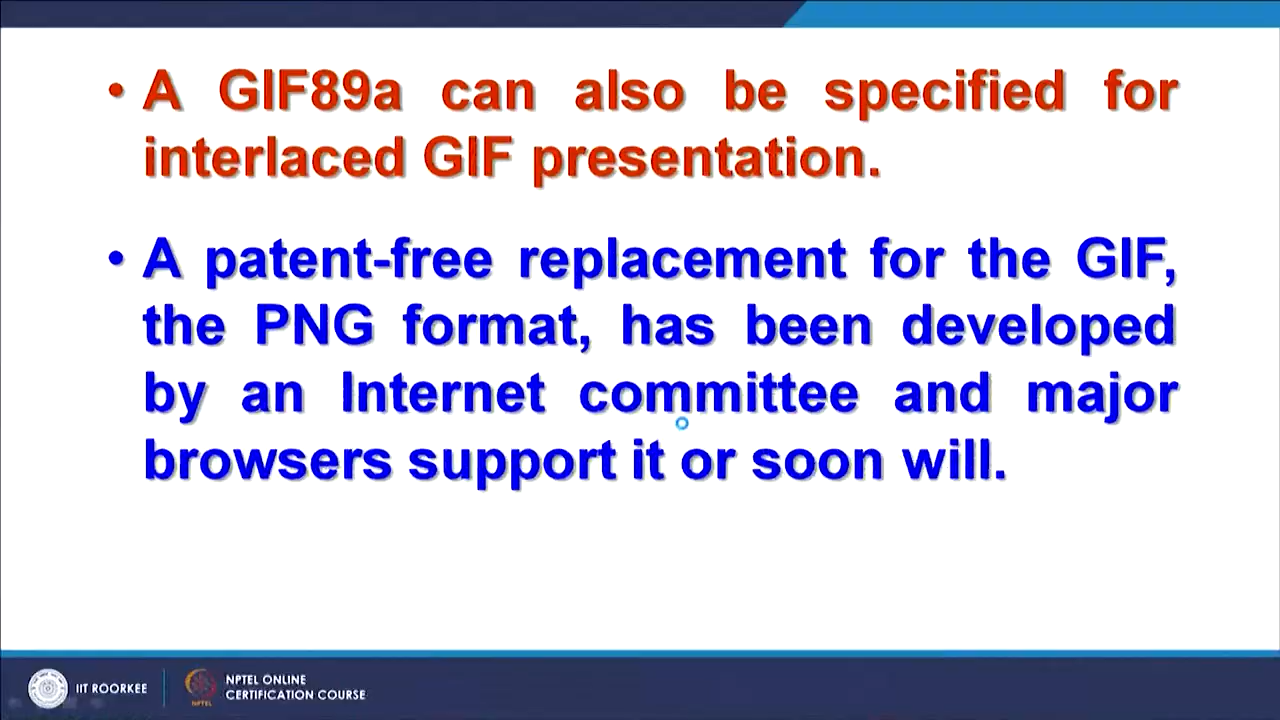 • A GIF89a can also be specified for
interlaced GIF presentation.
• A patent-free replacement for the GIF,
the PNG format, has been developed
by an Internet committee and major
browsers support it or soon will.
IIT ROORKEE
NPTEL
NPTEL ONLINE
CERTIFICATION COURSE